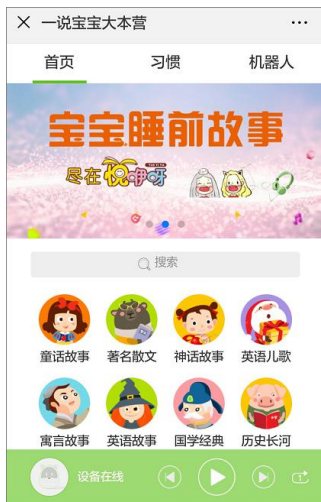 一说宝宝大本营
首页 习惯 机器人
宝宝睡前故事
尽在悦咿呀
搜索
童话故事 著名散文 神话故事 英语儿歌
寓言故事 英语故事 国学经典 历史长河
设备在线